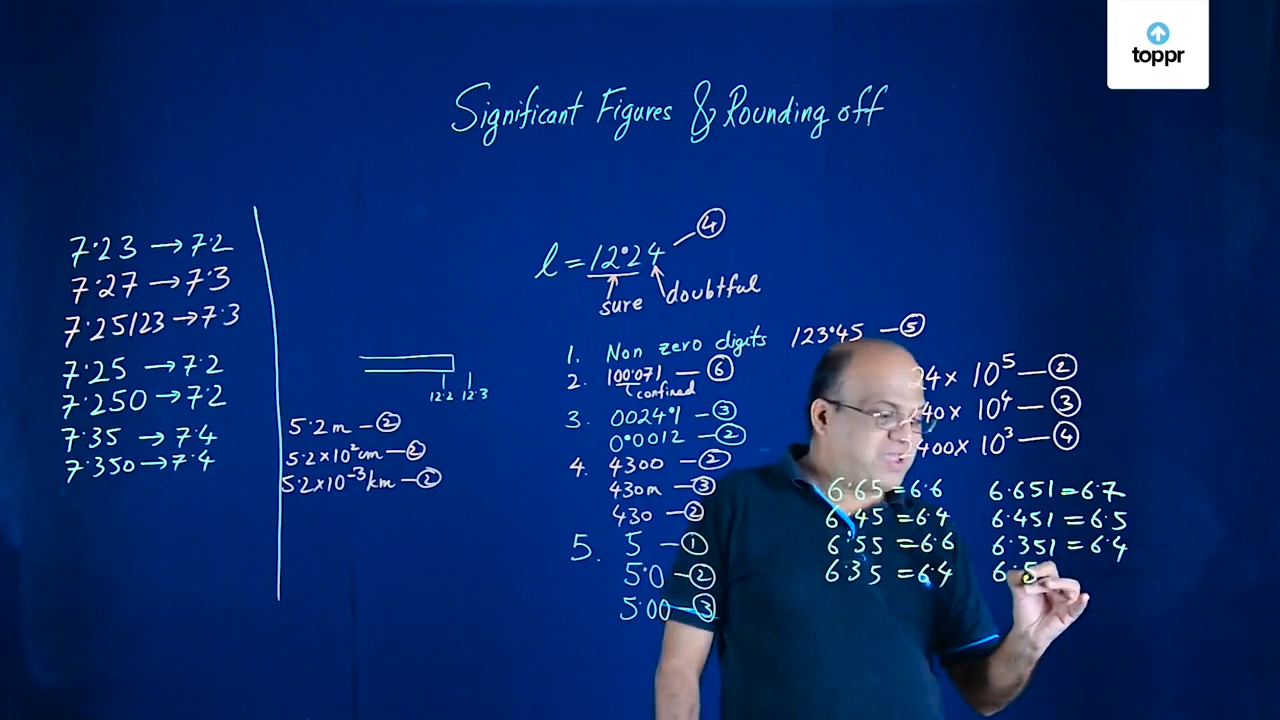 toppr
Significant Figures & Rounding off
7.23 → 7.2
7.27 → 7.3
7.25123 → 7.3
7.25 → 7.2
7.250 → 7.2
7.35 → 7.4
7.350 → 7.4
12.2 12.3
5.2m – ②
5.2×10²cm – ②
5.2×10⁻³km – ②
l = 12.24 – ④
sure doubtful
1. Non zero digits 123.45 – ⑤
2. 100.071 – ⑥
confined
3. 00249 – ③
0.0012 – ②
4. 4300 – ②
430m – ③
430 – ②
5. 5 – ①
5.0 – ②
5.00 – ③
24× 10⁵ – ②
240× 10⁴ – ③
2400× 10³ – ④
6.65 = 6.6
6.45 = 6.4
6.55 = 6.6
6.35 = 6.4
6.651 = 6.7
6.451 = 6.5
6.351 = 6.4
6.5